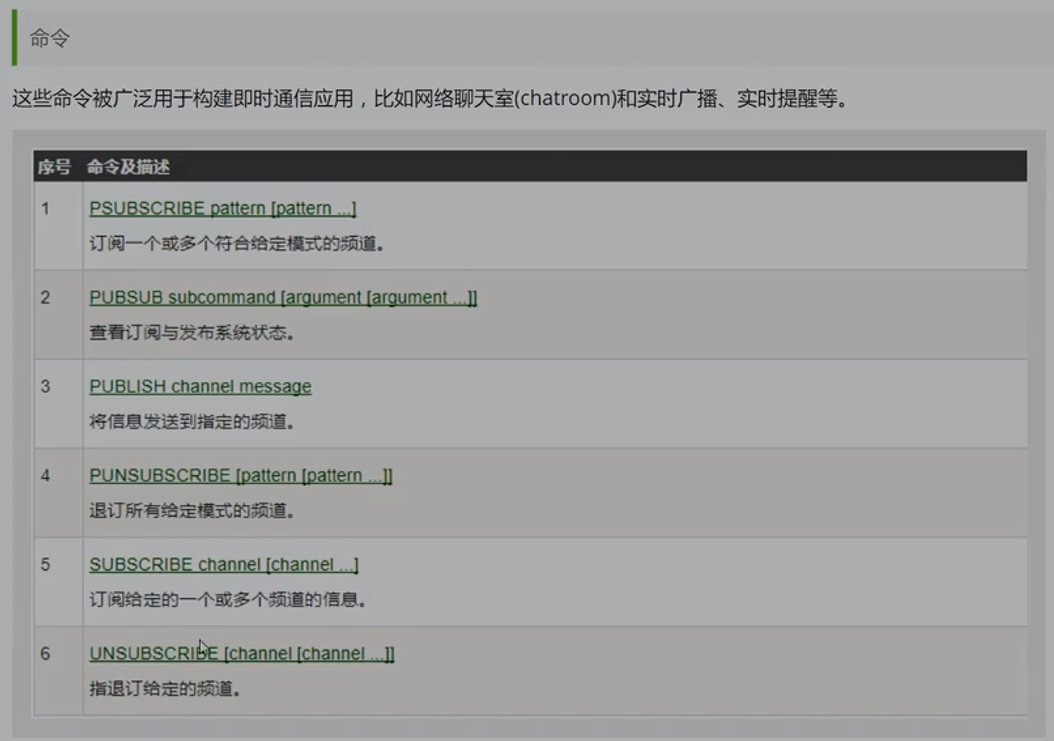 命令
这些命令被广泛用于构建即时通信应用，比如网络聊天室(chatroom)和实时广播、实时提醒等。
序号 命令及描述
1 PSUBSCRIBE pattern [pattern ...]
订阅一个或多个符合给定模式的频道。
2 PUBSUB subcommand [argument [argument ...]]
查看订阅与发布系统状态。
3 PUBLISH channel message
将信息发送到指定的频道。
4 PUNSUBSCRIBE [pattern [pattern ...]]
退订所有给定模式的频道。
5 SUBSCRIBE channel [channel ...]
订阅给定的一个或多个频道的信息。
6 UNSUBSCRIBE [channel [channel ...]]
指退订给定的频道。